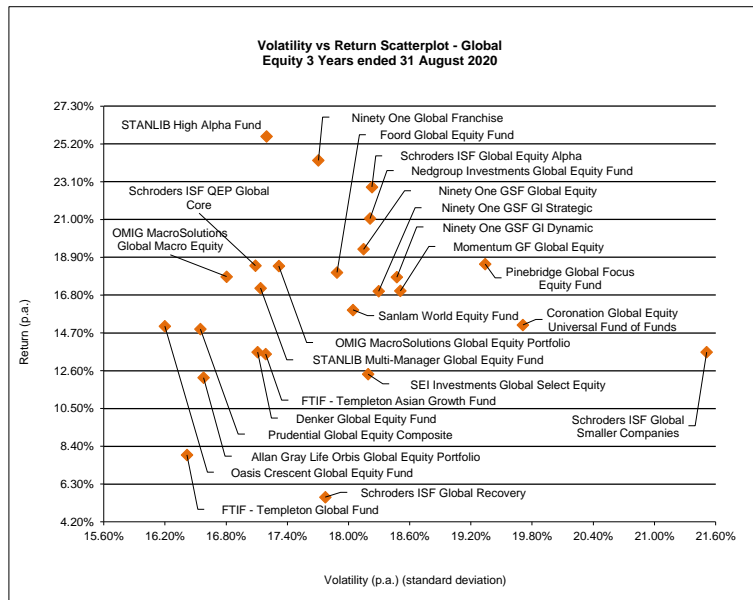 Volatility vs Return Scatterplot - Global
Equity 3 Years ended 31 August 2020
27.30%
25.20%
23.10%
21.00%
18.90%
16.80%
14.70%
12.60%
10.50%
8.40%
6.30%
4.20%
Return (p.a.)
STANLIB High Alpha Fund
Ninety One Global Franchise
Foord Global Equity Fund
Schroders ISF Global Equity Alpha
Nedgroup Investments Global Equity Fund
Schroders ISF QEP Global
Core
Ninety One GSF Global Equity
Ninety One GSF Gl Strategic
OMIG MacroSolutions
Global Macro Equity
Ninety One GSF Gl Dynamic
Momentum GF Global Equity
Pinebridge Global Focus
Equity Fund
Sanlam World Equity Fund
Coronation Global Equity
Universal Fund of Funds
OMIG MacroSolutions Global Equity Portfolio
STANLIB Multi-Manager Global Equity Fund
SEI Investments Global Select Equity
FTIF - Templeton Asian Growth Fund
Denker Global Equity Fund
Schroders ISF Global
Smaller Companies
Prudential Global Equity Composite
Allan Gray Life Orbis Global Equity Portfolio
Oasis Crescent Global Equity Fund
Schroders ISF Global Recovery
FTIF - Templeton Global Fund
15.60%
16.20%
16.80%
17.40%
18.00%
18.60%
19.20%
19.80%
20.40%
21.00%
21.60%
Volatility (p.a.) (standard deviation)